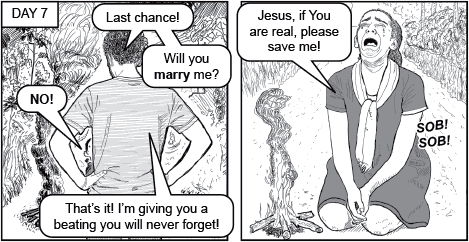 DAY 7
Last chance!
Will you
marry me?
NO!
That's it! I'm giving you a
beating you will never forget!
Jesus, if You
are real, please
save me!
SOB!
SOB!